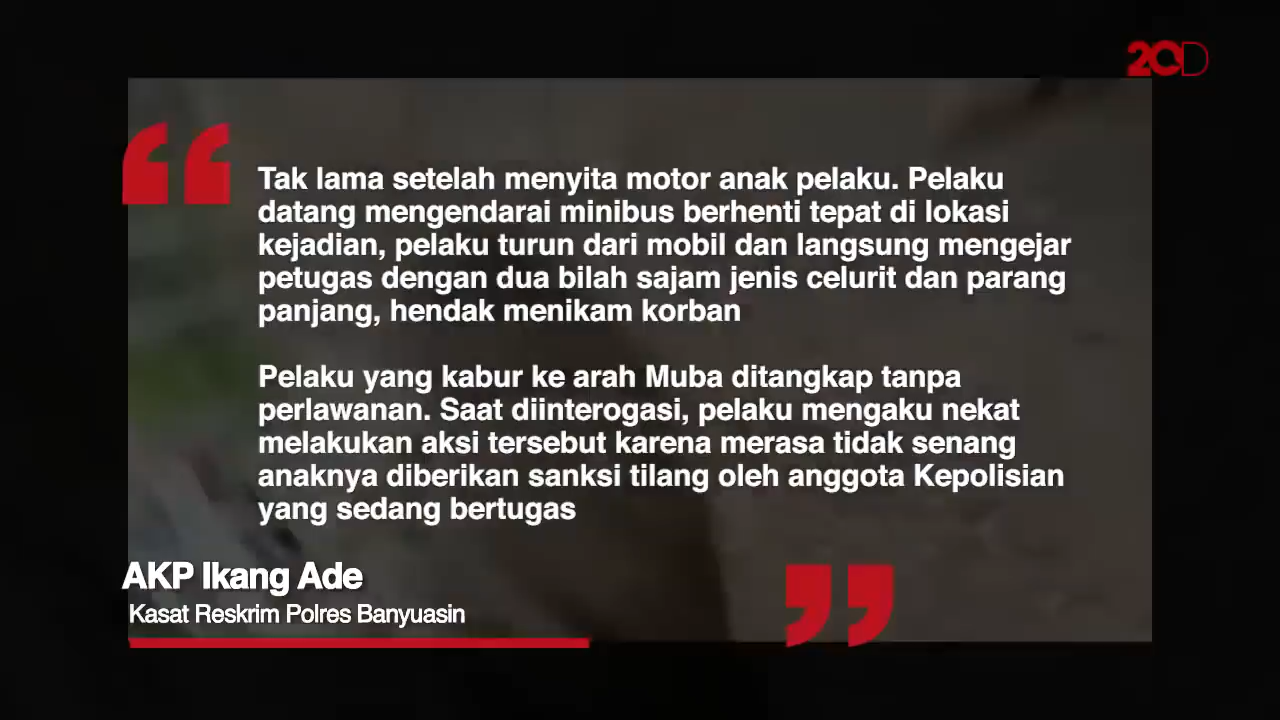 20D
Tak lama setelah menyita motor anak pelaku. Pelaku
datang mengendarai minibus berhenti tepat di lokasi
kejadian, pelaku turun dari mobil dan langsung mengejar
petugas dengan dua bilah sajam jenis celurit dan parang
panjang, hendak menikam korban
Pelaku yang kabur ke arah Muba ditangkap tanpa
perlawanan. Saat diinterogasi, pelaku mengaku nekat
melakukan aksi tersebut karena merasa tidak senang
anaknya diberikan sanksi tilang oleh anggota Kepolisian
yang sedang bertugas
AKP Ikang Ade
Kasat Reskrim Polres Banyuasin